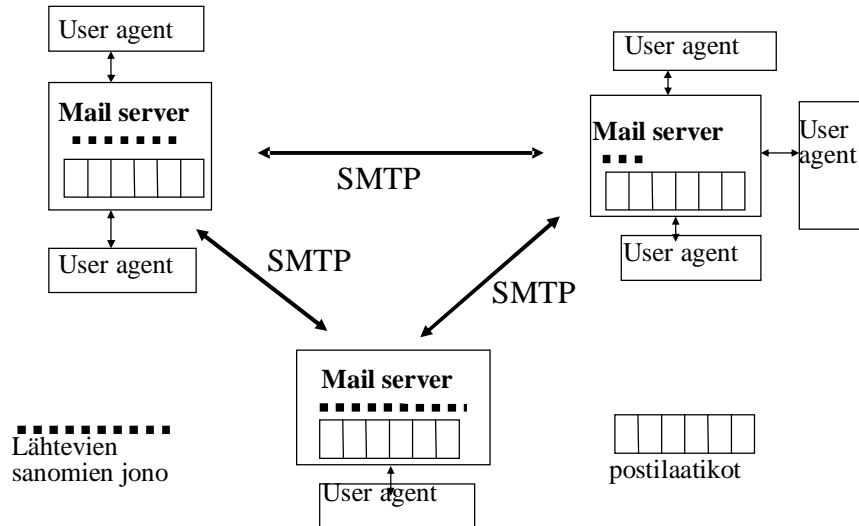 User agent
User agent
Mail server
Mail server
User
agent
SMTP
User agent
User agent
SMTP
SMTP
Mail server
Lähtevien
sanomien jono
postilaatikot
User agent